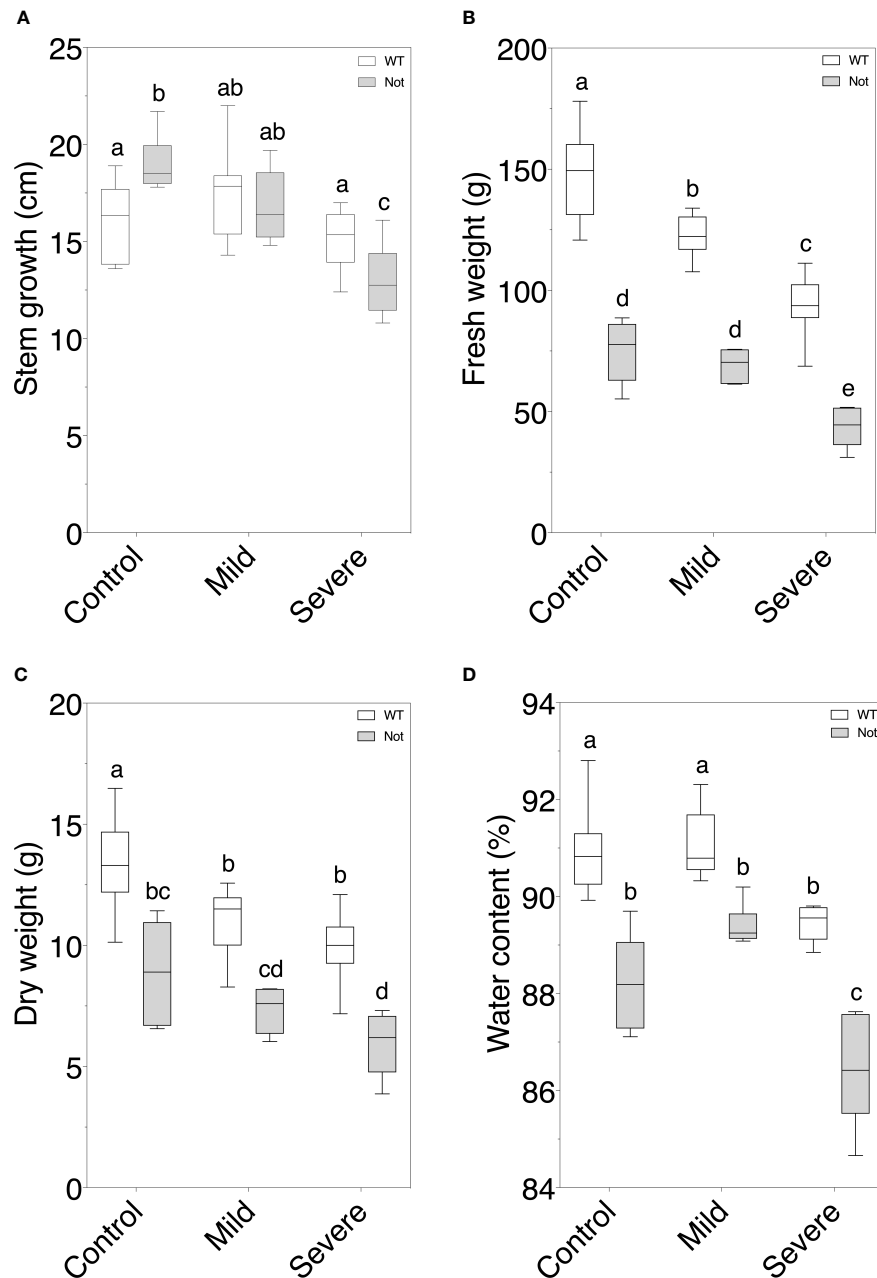 A
Stem growth (cm)
25
20
15
10
5
0
WT
Not
a
b
ab
ab
a
c
Control
Mild
Severe
B
Fresh weight (g)
200
150
100
50
0
WT
Not
a
d
b
d
c
e
Control
Mild
Severe
C
Dry weight (g)
20
15
10
5
0
WT
Not
a
bc
b
cd
b
d
Control
Mild
Severe
D
Water content (%)
94
92
90
88
86
84
WT
Not
a
b
a
b
b
c
Control
Mild
Severe